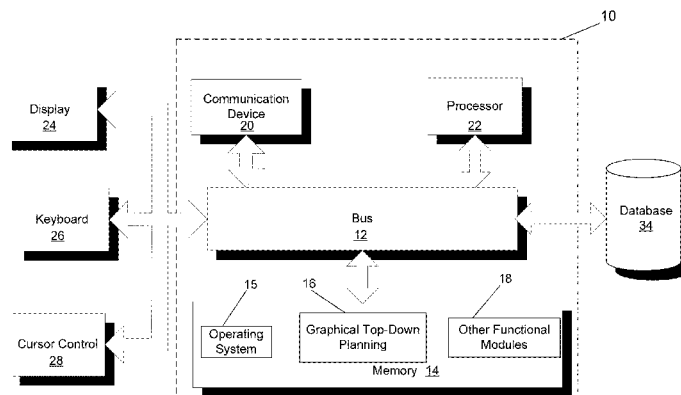 10
Communication
Device
20
Processor
22
Display
24
Keyboard
26
Bus
12
Database
34
15
16
18
Operating
System
Graphical Top-Down
Planning
Other Functional
Modules
Memory 14
Cursor Control
28